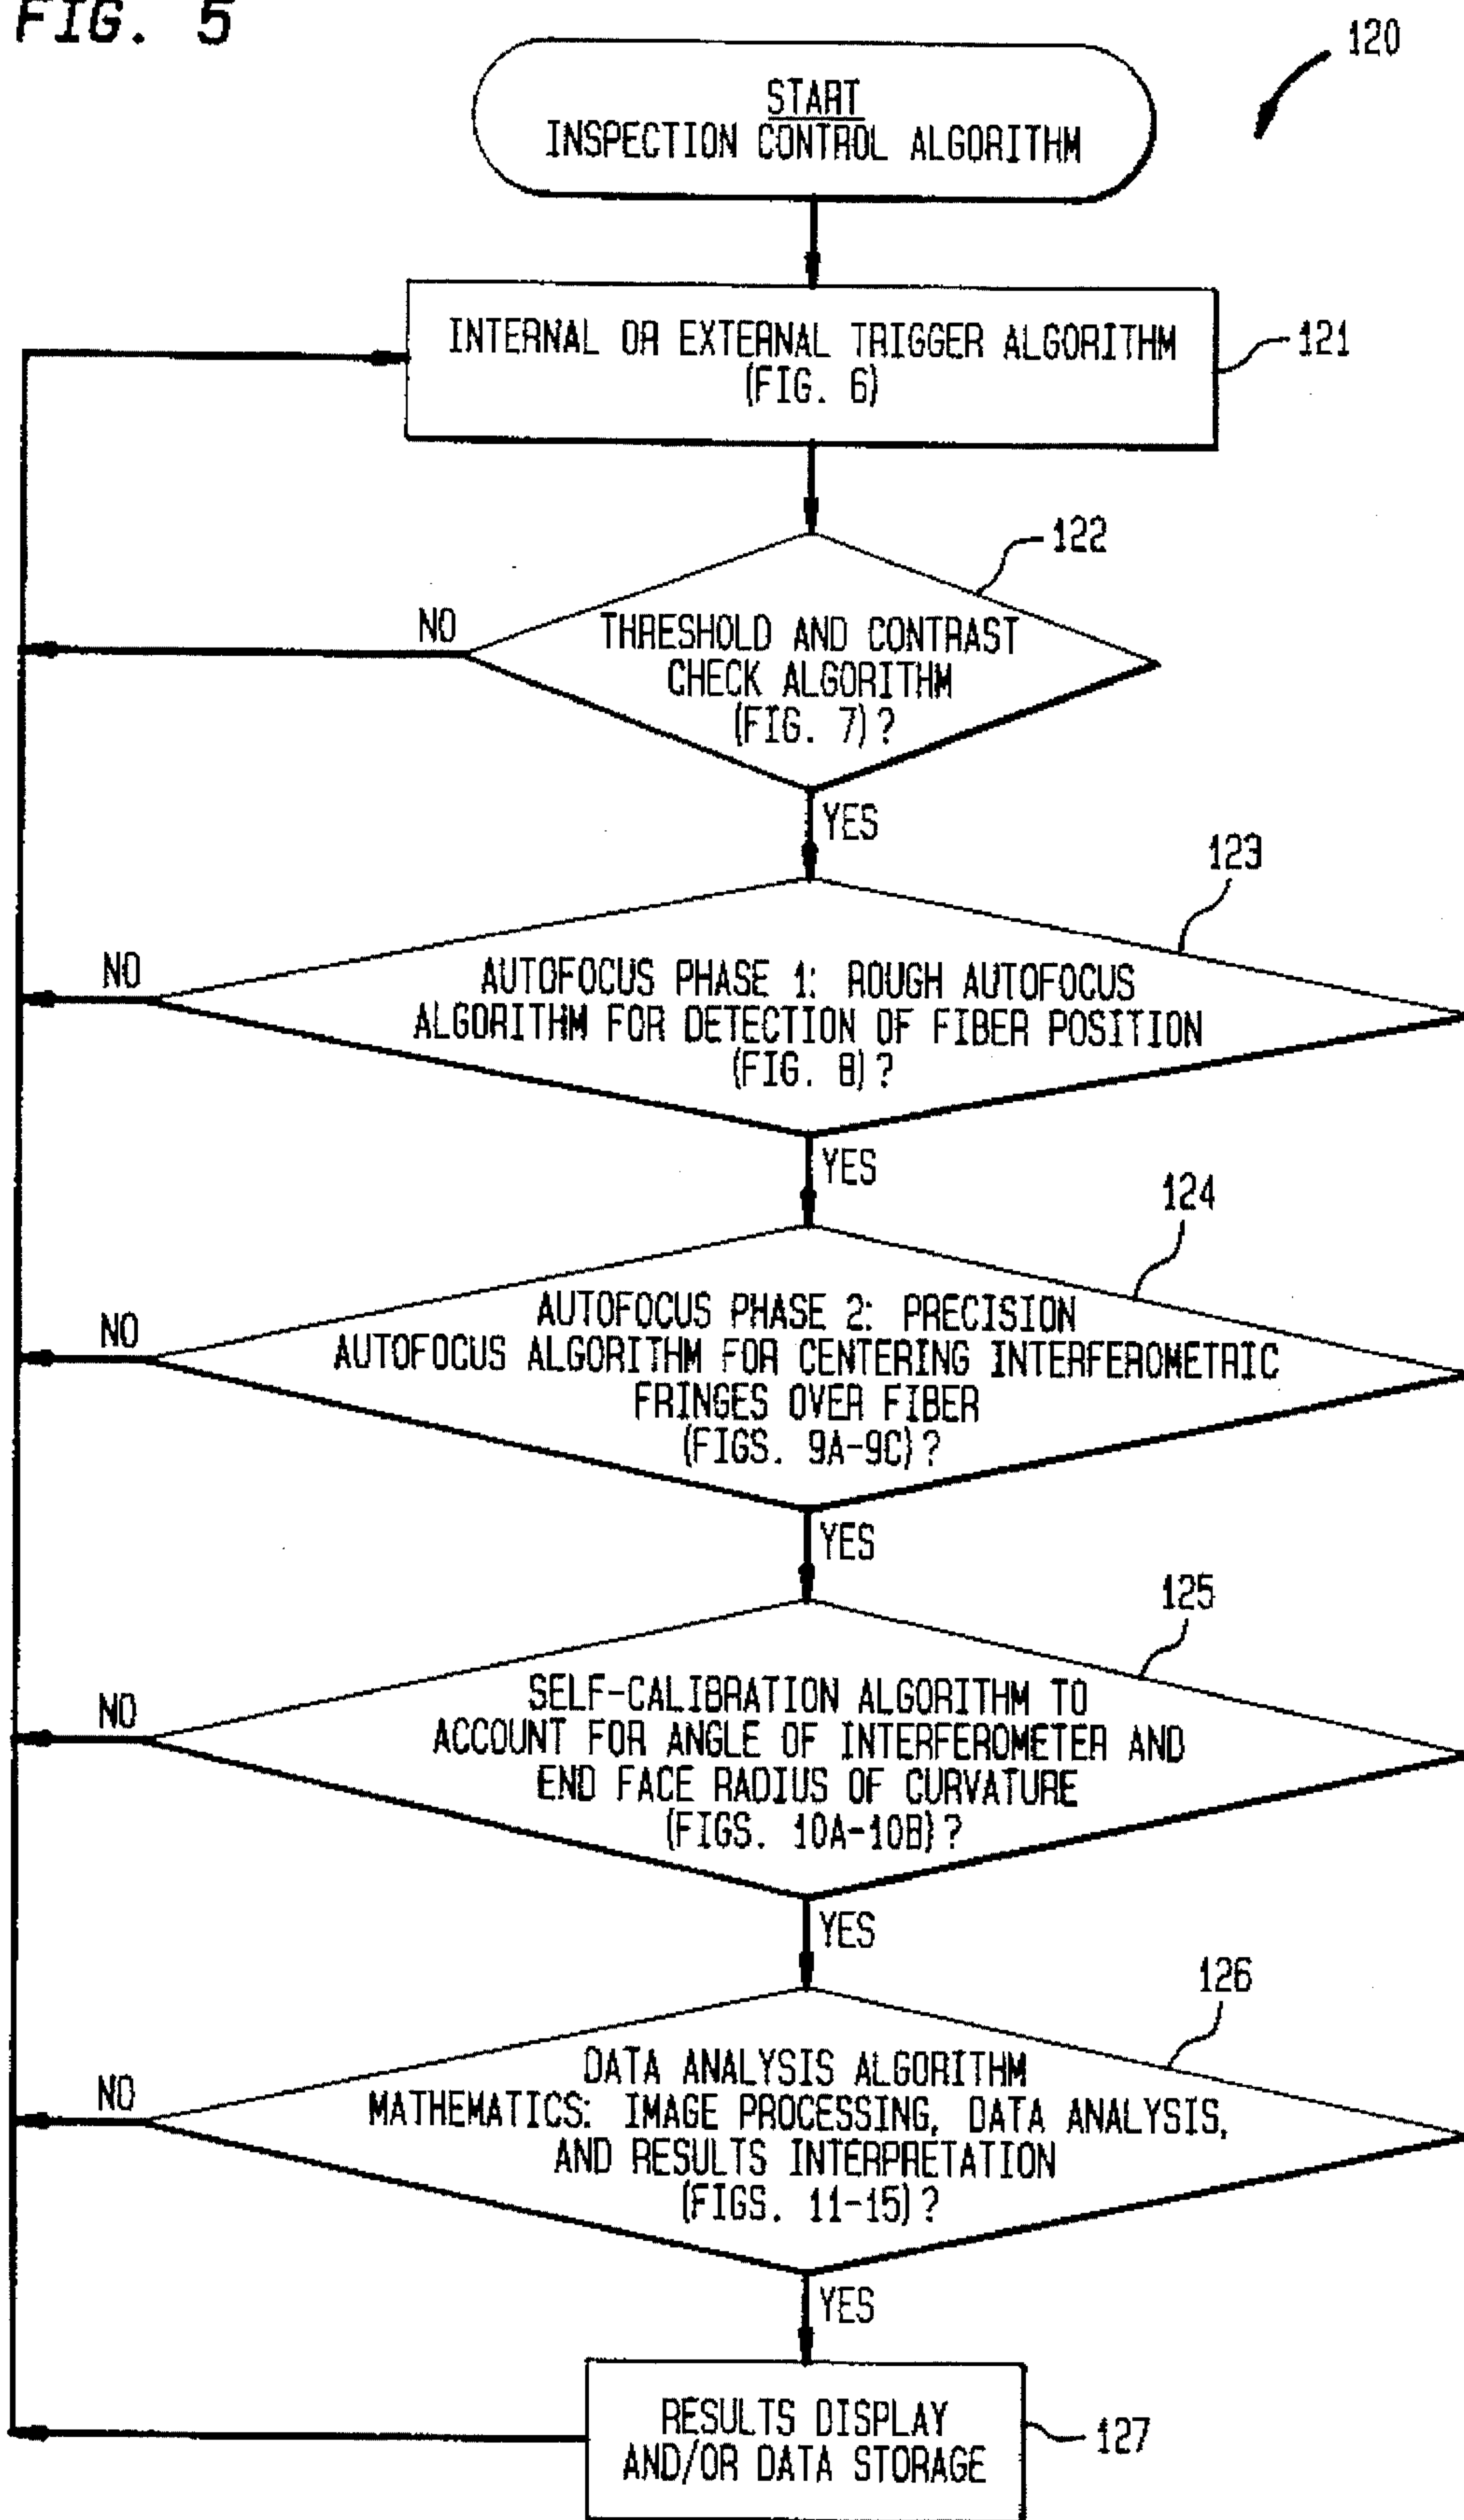 FIG. 5
120
START
INSPECTION CONTROL ALGORITHM
INTERNAL OR EXTERNAL TRIGGER ALGORITHM
(FIG. 6)
121
122
NO
THRESHOLD AND CONTRAST
CHECK ALGORITHM
(FIG. 7)?
YES
123
NO
AUTOFOCUS PHASE 1: ROUGH AUTOFOCUS
ALGORITHM FOR DETECTION OF FIBER POSITION
(FIG. 8)?
YES
124
NO
AUTOFOCUS PHASE 2: PRECISION
AUTOFOCUS ALGORITHM FOR CENTERING INTERFEROMETRIC
FRINGES OVER FIBER
(FIGS. 9A-9C)?
YES
125
NO
SELF-CALIBRATION ALGORITHM TO
ACCOUNT FOR ANGLE OF INTERFEROMETER AND
END FACE RADIUS OF CURVATURE
(FIGS. 10A-10B)?
YES
126
NO
DATA ANALYSIS ALGORITHM
MATHEMATICS: IMAGE PROCESSING, DATA ANALYSIS,
AND RESULTS INTERPRETATION
(FIGS. 11-15)?
YES
RESULTS DISPLAY
AND/OR DATA STORAGE
127